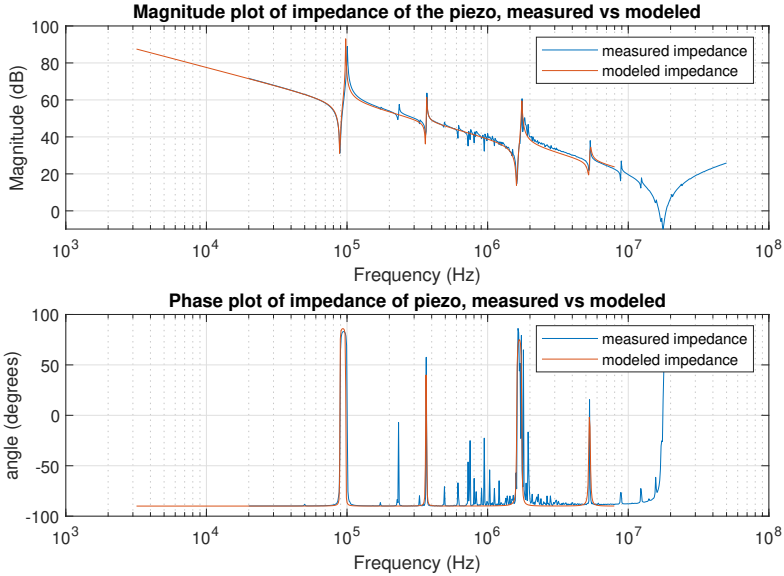 Magnitude plot of impedance of the piezo, measured vs modeled
100
80
60
40
20
0
Magnitude (dB)
measured impedance
modeled impedance
10^3 10^4 10^5 10^6 10^7 10^8
Frequency (Hz)
Phase plot of impedance of piezo, measured vs modeled
100
50
0
-50
-100
angle (degrees)
measured impedance
modeled impedance
10^3 10^4 10^5 10^6 10^7 10^8
Frequency (Hz)